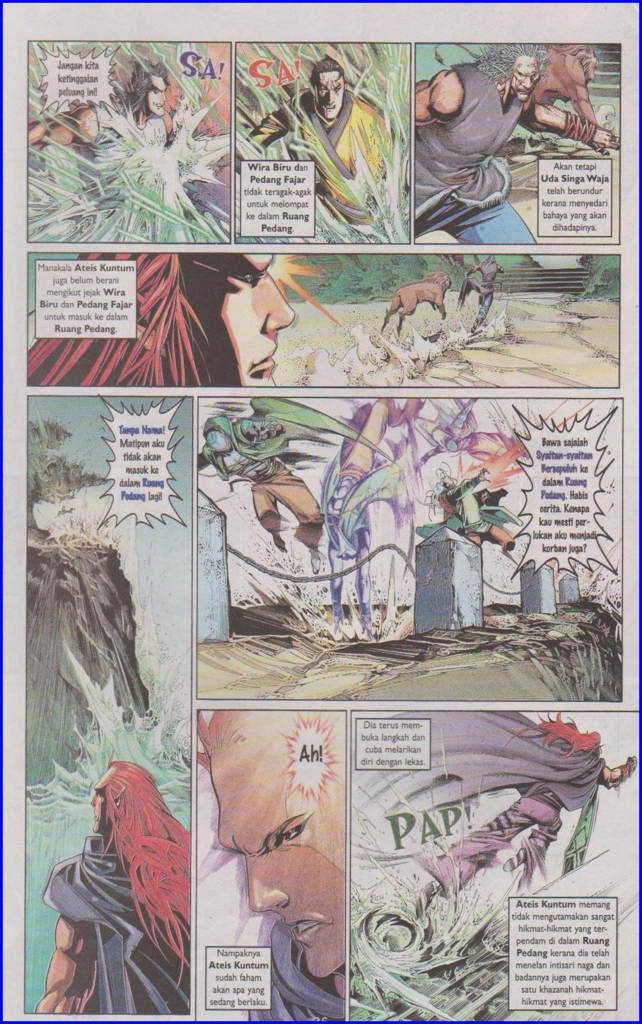 Jangan kita
ketinggalan
peluang ini!
SA!
SA!
Wira Biru dan
Pedang Fajar
tidak teragak-agak
untuk melompat
ke dalam Ruang
Pedang.
Akan tetapi
Uda Singa Waja
telah berundur
kerana menyedari
bahaya yang akan
dihadapinya.
Manakala Ateis Kuntum
juga belum berani
mengikut jejak Wira
Biru dan Pedang Fajar
untuk masuk ke dalam
Ruang Pedang.
Tanpa Nama!
Matipun aku
tidak akan
masuk ke
dalam Ruang
Pedang lagi!
Bawa sajalah
Syaitan-syaitan
Bersepuluh ke
dalam Ruang
Pedang. Habis
cerita. Kenapa
kau mesti per-
lukan aku menjadi
korban juga?
Ah!
Nampaknya
Ateis Kuntum
sudah faham
akan apa yang
sedang berlaku.
Dia terus mem-
buka langkah dan
cuba melarikan
diri dengan lekas.
PAP!
Ateis Kuntum memang
tidak mengutamakan sangat
hikmat-hikmat yang ter-
pendam di dalam Ruang
Pedang kerana dia telah
menelan intisari naga dan
badannya juga merupakan
satu khazanah hikmat-
hikmat yang istimewa.